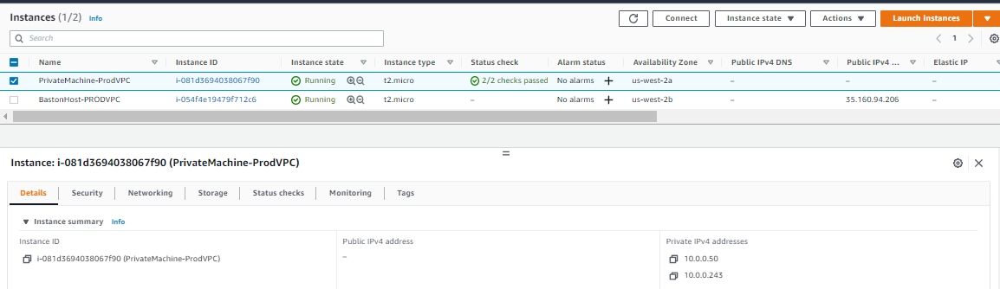 Instances (1/2) Info
Connect Instance state Actions Launch instances
Search
1
Name Instance ID Instance state Instance type Status check Alarm status Availability Zone Public IPv4 DNS Public IPv4 ... Elastic IP
PrivateMachine-ProdVPC i-081d3694038067f90 Running t2.micro 2/2 checks passed No alarms + us-west-2a – – –
BastonHost-PRODVPC i-054f4e19479f712c6 Running t2.micro – No alarms + us-west-2b – 35.160.94.206 –
Instance: i-081d3694038067f90 (PrivateMachine-ProdVPC)
Details Security Networking Storage Status checks Monitoring Tags
Instance summary Info
Instance ID Public IPv4 address Private IPv4 addresses
i-081d3694038067f90 (PrivateMachine-ProdVPC) – 10.0.0.50
10.0.0.243